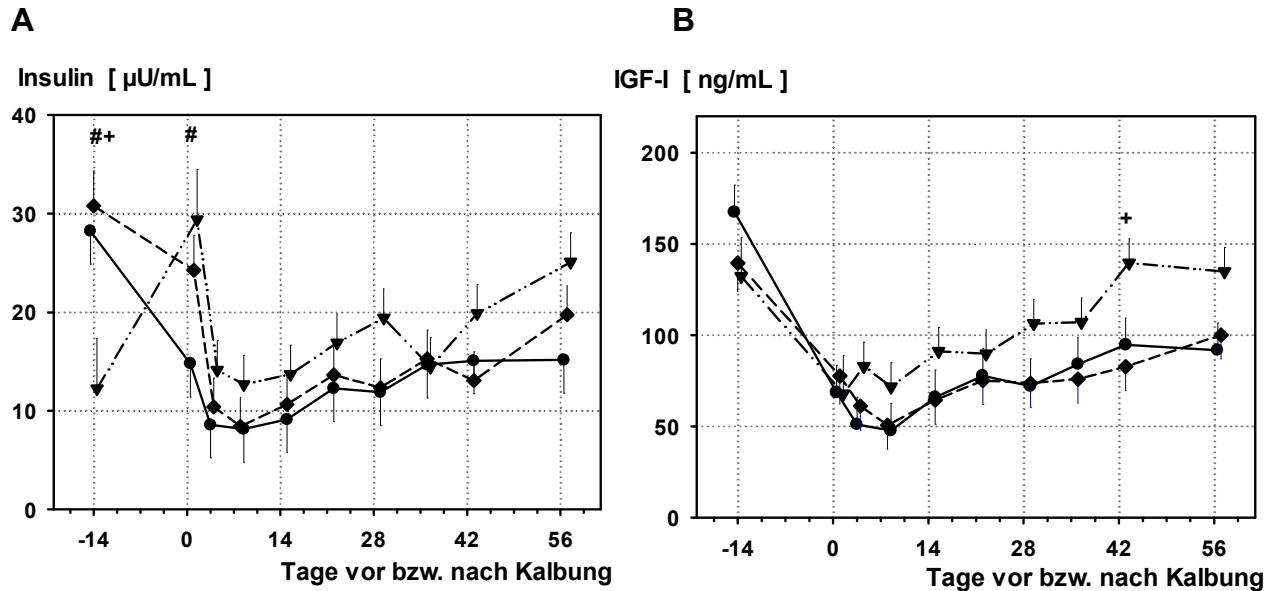 A
B
Insulin [ µU/mL ]
IGF-I [ ng/mL ]
40
30
20
10
0
#+
#
-14 0 14 28 42 56
Tage vor bzw. nach Kalbung
200
150
100
50
0
+
-14 0 14 28 42 56
Tage vor bzw. nach Kalbung